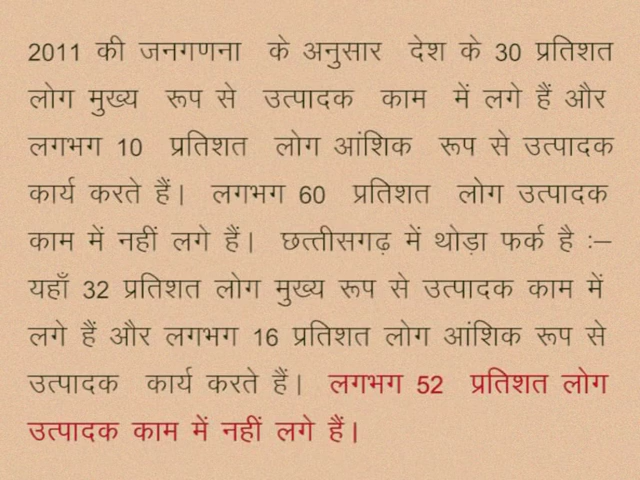 2011 की जनगणना के अनुसार देश के 30 प्रतिशत
लोग मुख्य रूप से उत्पादक काम में लगे हैं और
लगभग 10 प्रतिशत लोग आंशिक रूप से उत्पादक
कार्य करते हैं। लगभग 60 प्रतिशत लोग उत्पादक
काम में नहीं लगे हैं। छत्तीसगढ़ में थोड़ा फर्क है :–
यहाँ 32 प्रतिशत लोग मुख्य रूप से उत्पादक काम में
लगे हैं और लगभग 16 प्रतिशत लोग आंशिक रूप से
उत्पादक कार्य करते हैं। लगभग 52 प्रतिशत लोग
उत्पादक काम में नहीं लगे हैं।